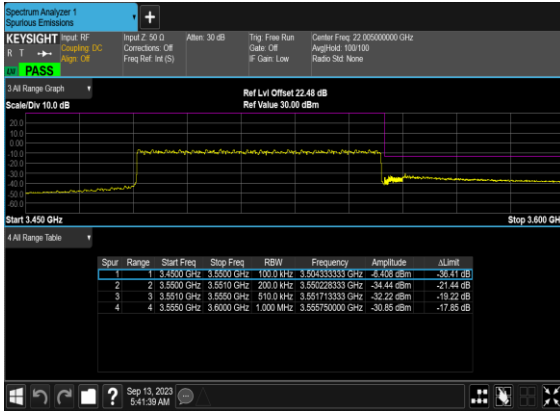 Spectrum Analyzer 1
Spurious Emissions
KEYSIGHT Input: RF Input Z: 50 Ω Atten: 30 dB Trig: Free Run Center Freq: 22.005000000 GHz
R T Coupling: DC Corrections: Off Gate: Off Avg|Hold: 100/100
Align: Off Freq Ref: Int (S) IF Gain: Low Radio Std: None
PASS
3 All Range Graph
Ref Lvl Offset 22.48 dB
Scale/Div 10.0 dB Ref Value 30.00 dBm
20.0
10.0
0.00
-10.0
-20.0
-30.0
-40.0
-50.0
-60.0
Start 3.450 GHz Stop 3.600 GH
4 All Range Table
Spur Range Start Freq Stop Freq RBW Frequency Amplitude ΔLimit
1 1 3.4500 GHz 3.5500 GHz 100.0 kHz 3.504333333 GHz -6.408 dBm -36.41 dB
2 2 3.5500 GHz 3.5510 GHz 200.0 kHz 3.550228333 GHz -34.44 dBm -21.44 dB
3 3 3.5510 GHz 3.5550 GHz 510.0 kHz 3.551713333 GHz -32.22 dBm -19.22 dB
4 4 3.5550 GHz 3.6000 GHz 1.000 MHz 3.555750000 GHz -30.85 dBm -17.85 dB
? Sep 13, 2023
5:41:39 AM